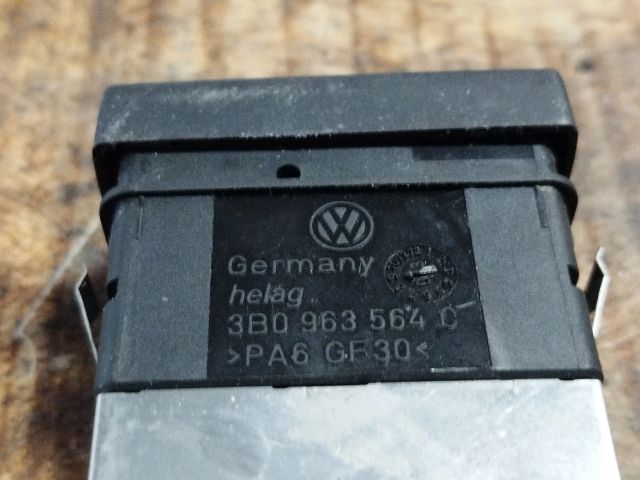 Germany
helag
3B0 963 564 C
>PA6 GF30<